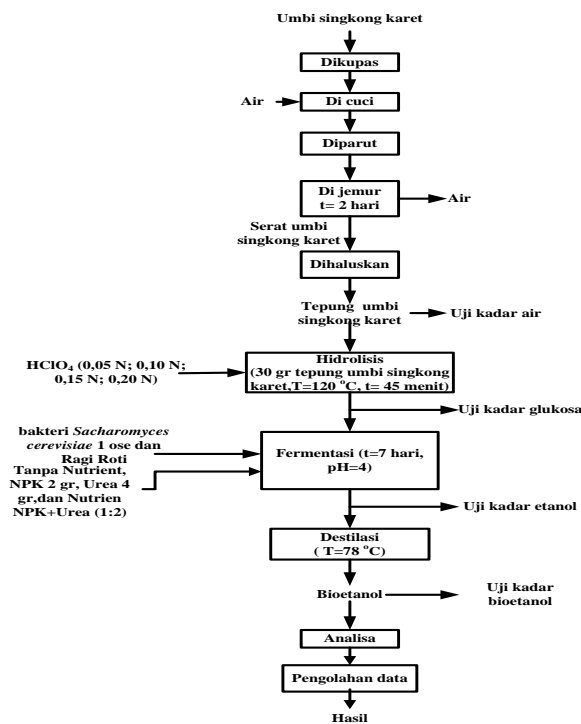 Umbi singkong karet
Dikupas
Air
Di cuci
Diparut
Di jemur
t= 2 hari
Air
Serat umbi
singkong karet
Dihaluskan
Tepung umbi
singkong karet
Uji kadar air
HClO₄ (0,05 N; 0,10 N;
0,15 N; 0,20 N)
Hidrolisis
(30 gr tepung umbi singkong
karet,T=120 °C, t= 45 menit)
Uji kadar glukosa
bakteri Sacharomyces
cerevisiae 1 ose dan
Ragi Roti
Tanpa Nutrient,
NPK 2 gr, Urea 4
gr,dan Nutrien
NPK+Urea (1:2)
Fermentasi (t=7 hari,
pH=4)
Uji kadar etanol
Destilasi
( T=78 °C)
Bioetanol
Uji kadar
bioetanol
Analisa
Pengolahan data
Hasil